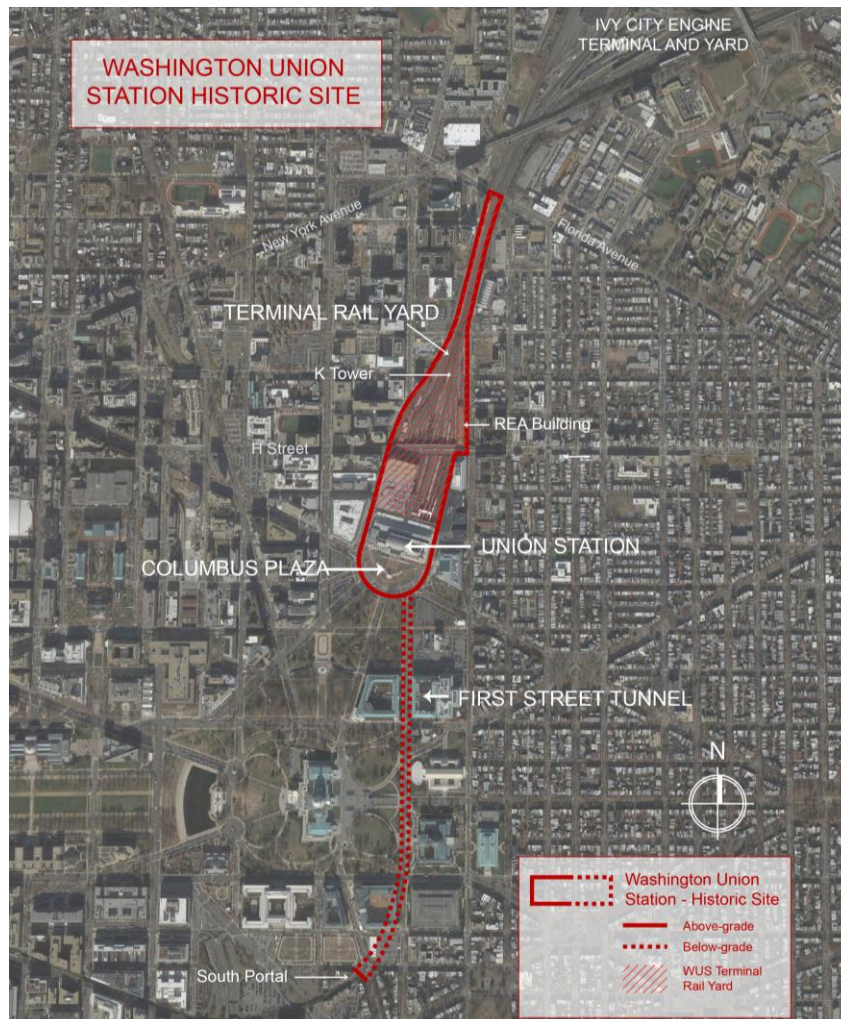 IVY CITY ENGINE
TERMINAL AND YARD
WASHINGTON UNION
STATION HISTORIC SITE
New York Avenue
Florida Avenue
TERMINAL RAIL YARD
K Tower
REA Building
H Street
UNION STATION
COLUMBUS PLAZA
FIRST STREET TUNNEL
N
Washington Union
Station - Historic Site
Above-grade
Below-grade
WUS Terminal
Rail Yard
South Portal